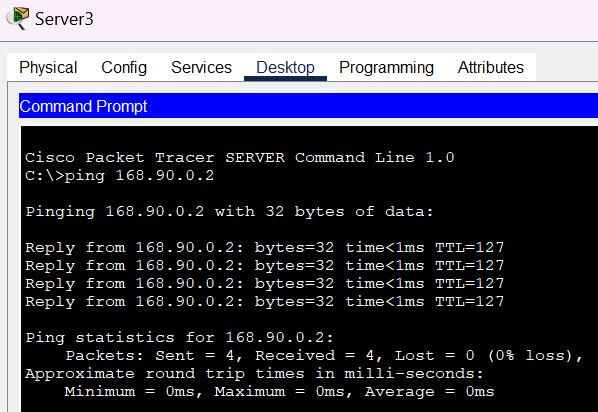 Server3
Physical Config Services Desktop Programming Attributes
Command Prompt
Cisco Packet Tracer SERVER Command Line 1.0
C:\>ping 168.90.0.2
Pinging 168.90.0.2 with 32 bytes of data:
Reply from 168.90.0.2: bytes=32 time<1ms TTL=127
Reply from 168.90.0.2: bytes=32 time<1ms TTL=127
Reply from 168.90.0.2: bytes=32 time<1ms TTL=127
Reply from 168.90.0.2: bytes=32 time<1ms TTL=127
Ping statistics for 168.90.0.2:
Packets: Sent = 4, Received = 4, Lost = 0 (0% loss),
Approximate round trip times in milli-seconds:
Minimum = 0ms, Maximum = 0ms, Average = 0ms